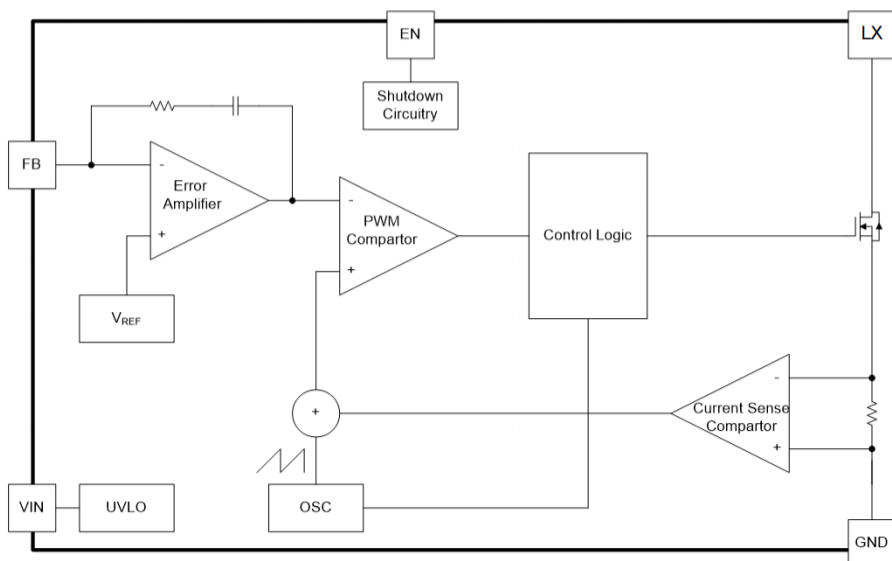 EN
LX
Shutdown
Circuitry
FB
-
Error
Amplifier
+
-
PWM
Compartor
+
Control Logic
VREF
-
Current Sense
Compartor
+
+
VIN
UVLO
OSC
GND